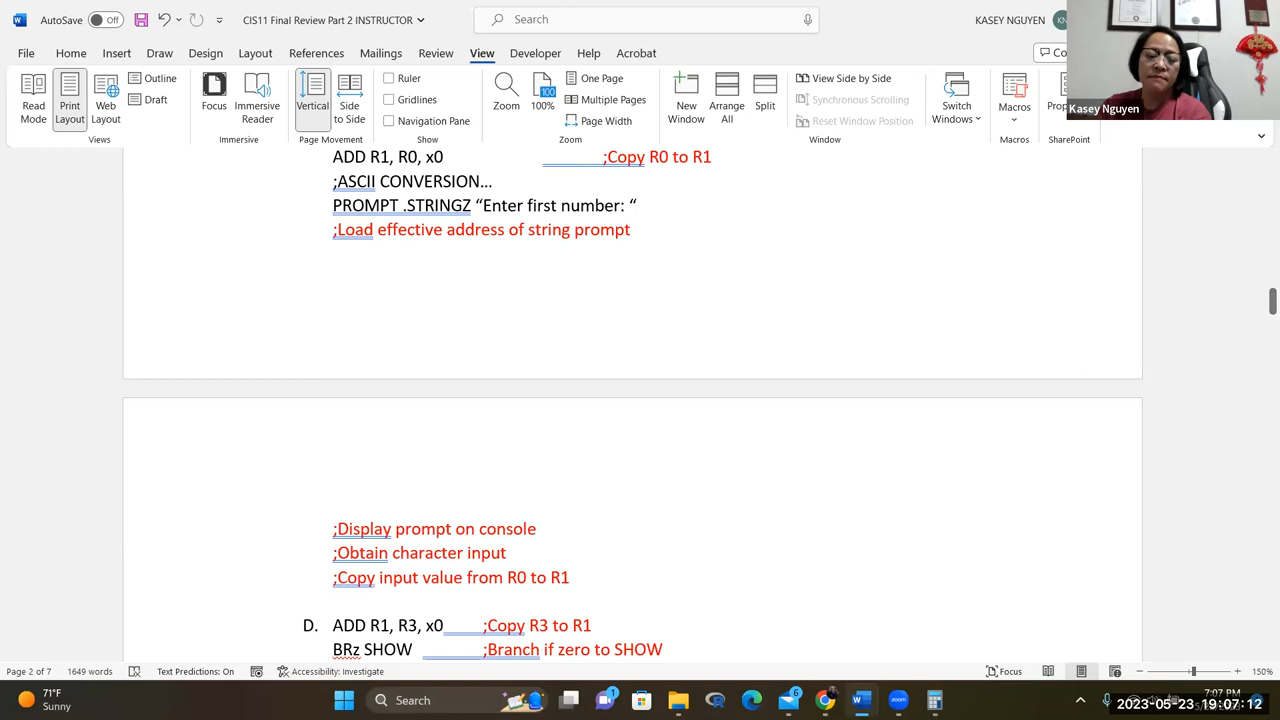 AutoSave Off CIS11 Final Review Part 2 INSTRUCTOR Search KASEY NGUYEN KN
File Home Insert Draw Design Layout References Mailings Review View Developer Help Acrobat
Read Mode Print Layout Web Layout Outline Draft Views
Focus Immersive Reader Immersive
Vertical Side to Side Page Movement
Ruler Gridlines Navigation Pane Show
Zoom 100% One Page Multiple Pages Page Width Zoom
New Window Arrange All Split View Side by Side Synchronous Scrolling Reset Window Position Switch Windows Window
Macros Macros
SharePoint
Kasey Nguyen
ADD R1, R0, x0 ;Copy R0 to R1
;ASCII CONVERSION...
PROMPT .STRINGZ “Enter first number: “
;Load effective address of string prompt
;Display prompt on console
;Obtain character input
;Copy input value from R0 to R1
D. ADD R1, R3, x0 ;Copy R3 to R1
BRz SHOW ;Branch if zero to SHOW
Page 2 of 7 1649 words Text Predictions: On Accessibility: Investigate Focus 150%
71°F
Sunny
Search
1
6
7:07 PM
2023-05-23 19:07:12